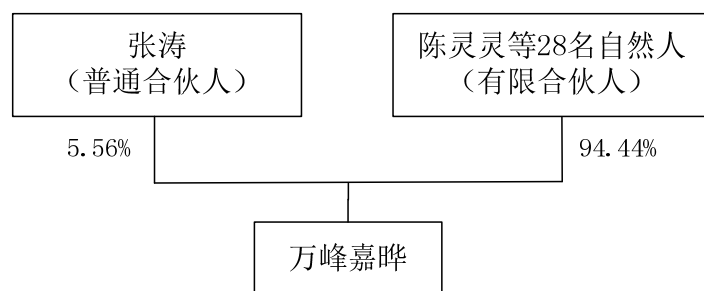 张涛
（普通合伙人）
陈灵灵等28名自然人
（有限合伙人）
5.56%
94.44%
万峰嘉晔